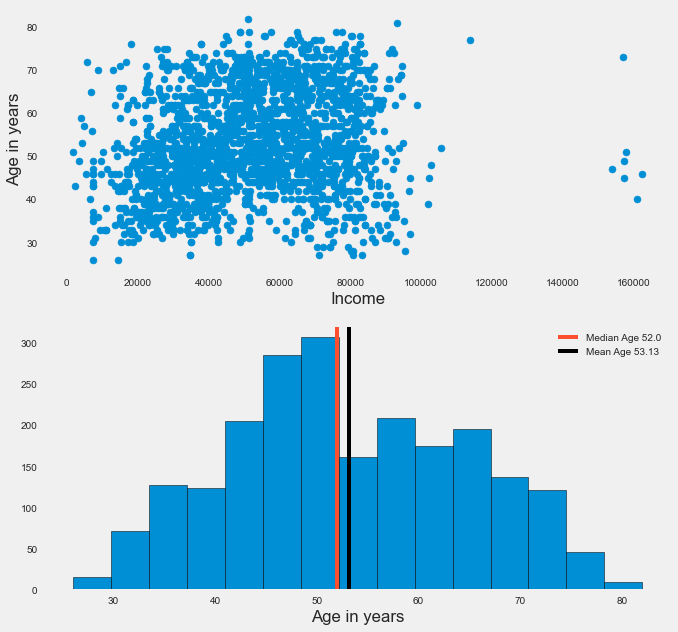 80
70
60
50
40
30
Age in years
0 20000 40000 60000 80000 100000 120000 140000 160000
Income
Median Age 52.0
Mean Age 53.13
300
250
200
150
100
50
0
30 40 50 60 70 80
Age in years